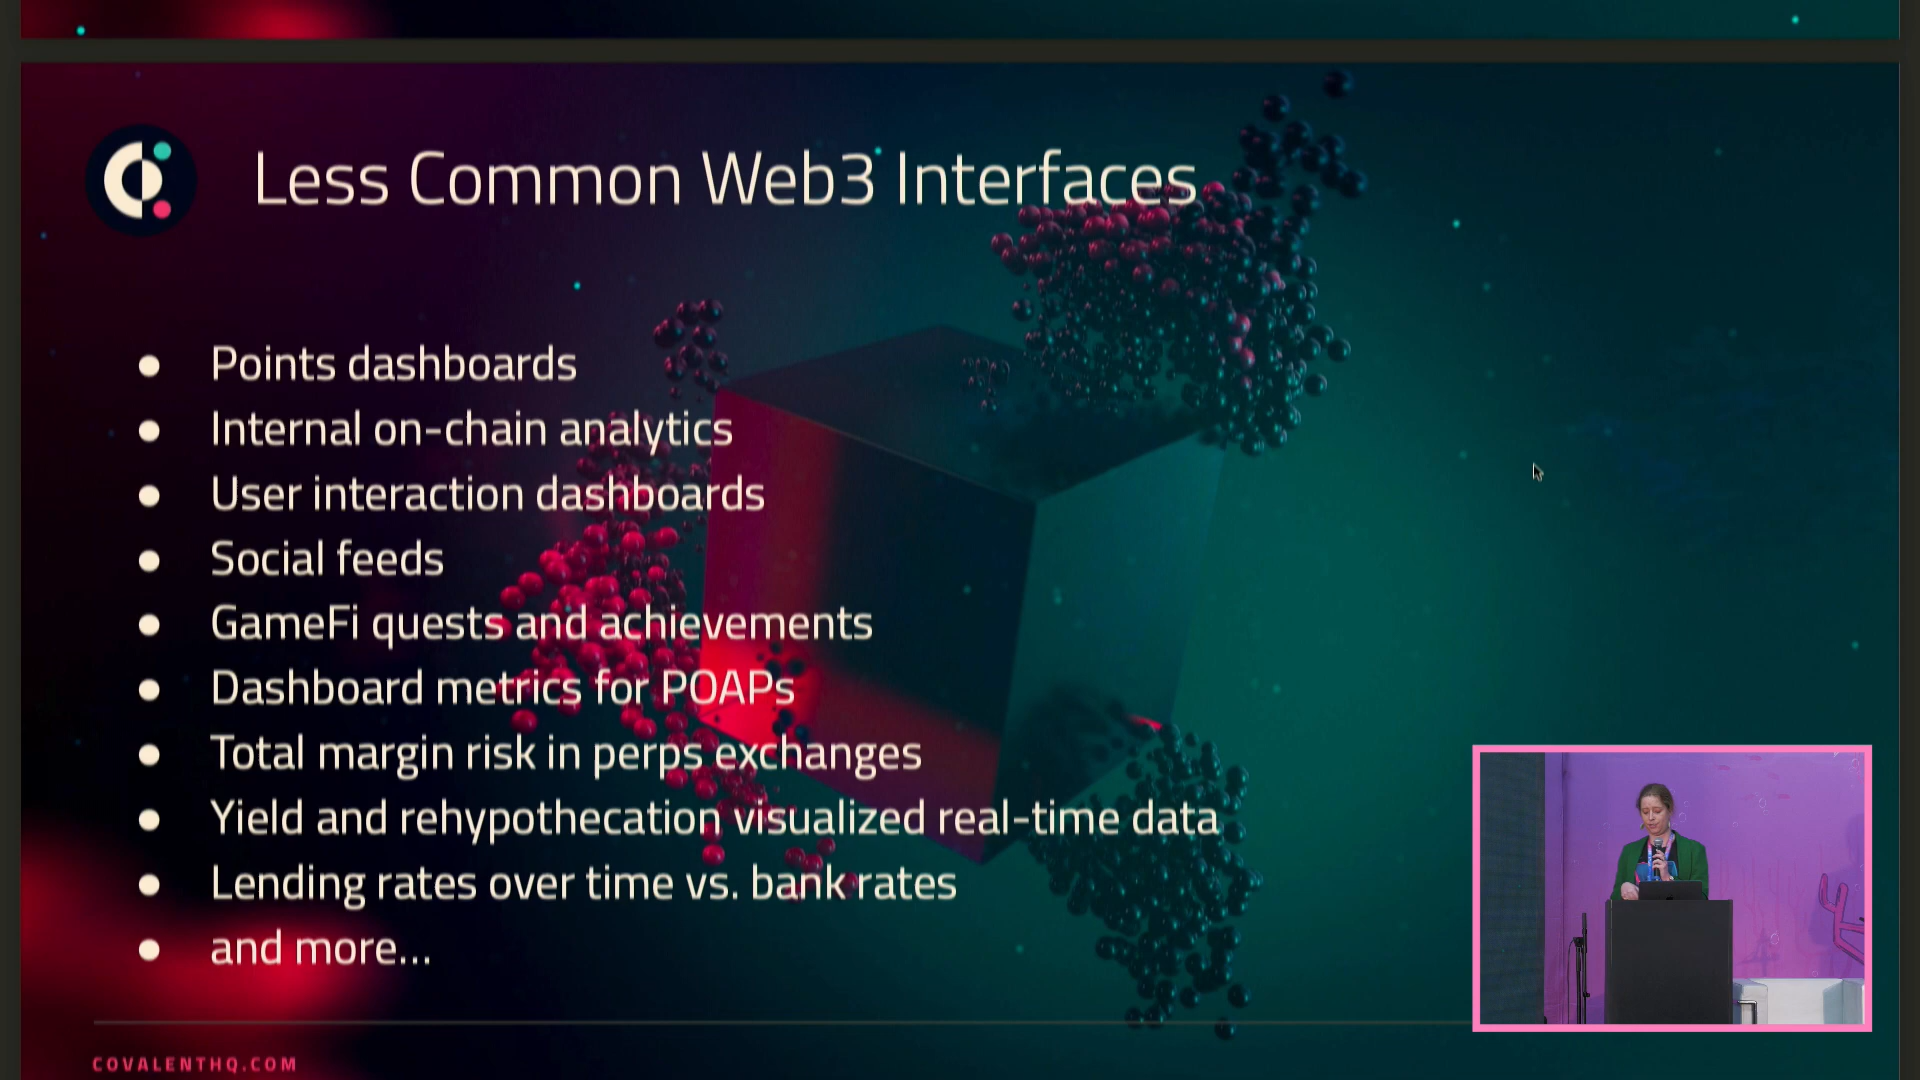 Less Common Web3 Interfaces
Points dashboards
Internal on-chain analytics
User interaction dashboards
Social feeds
GameFi quests and achievements
Dashboard metrics for POAPs
Total margin risk in perps exchanges
Yield and rehypothecation visualized real-time data
Lending rates over time vs. bank rates
and more...
COVALENTHQ.COM